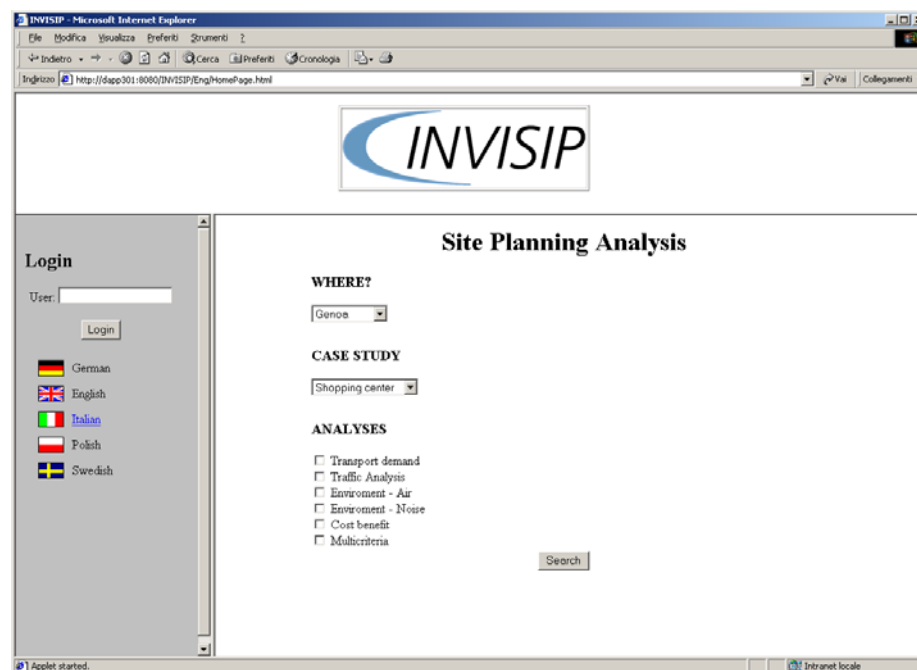 INVISIP - Microsoft Internet Explorer
File Modifica Visualizza Preferiti Strumenti ?
Indietro Cerca Preferiti Cronologia
Indirizzo http://dapp301:8080/INVISIP/Eng/HomePage.html Vai Collegamenti
INVISIP
Login
User:
Login
German
English
Italian
Polish
Swedish
Site Planning Analysis
WHERE?
Genoa
CASE STUDY
Shopping center
ANALYSES
Transport demand
Traffic Analysis
Enviroment - Air
Enviroment - Noise
Cost benefit
Multicriteria
Search
Applet started. Intranet locale